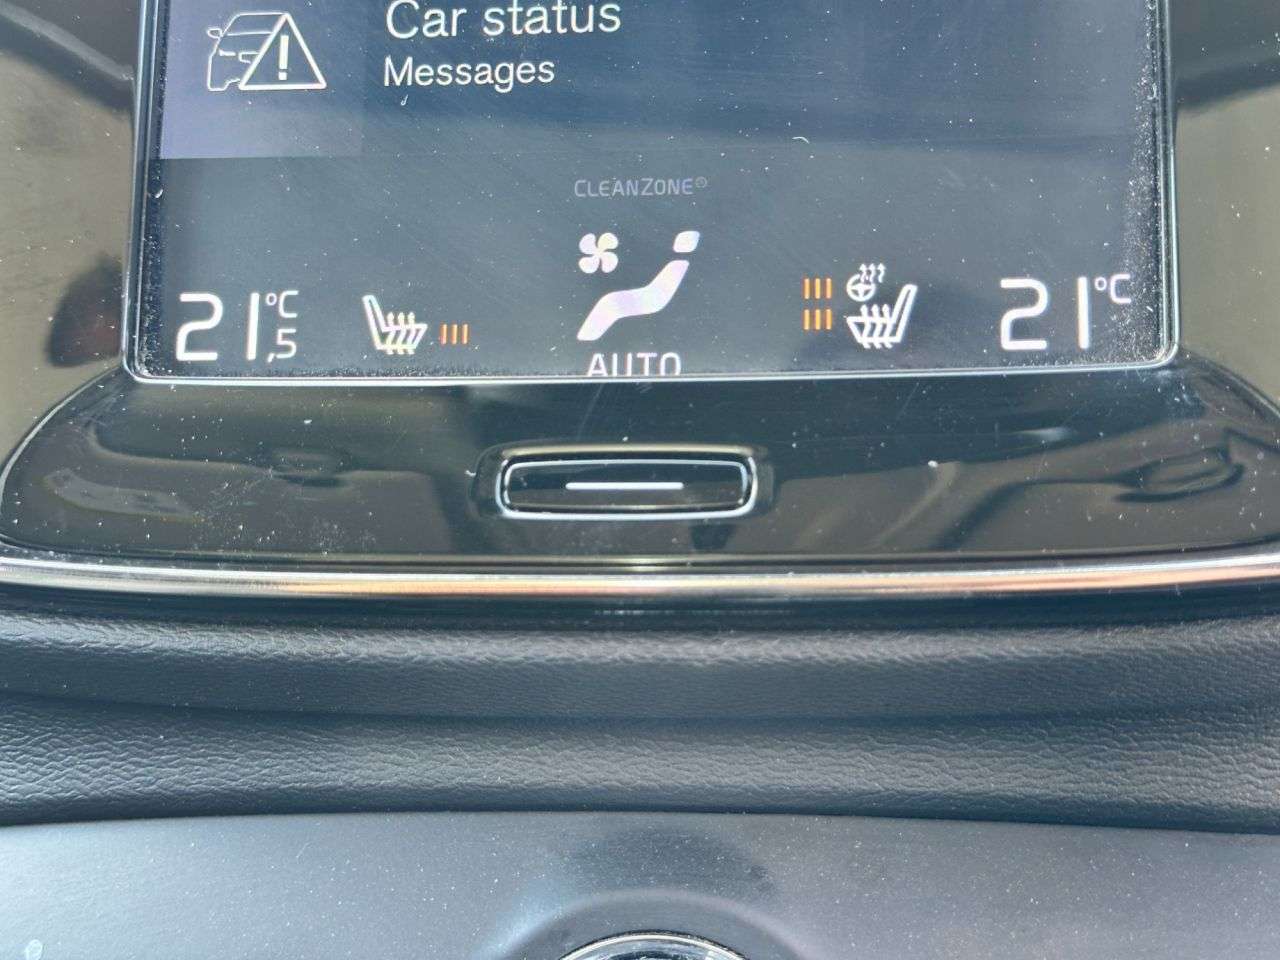 Car status
Messages
CLEANZONE®
21,5 °C
21 °C
AUTO